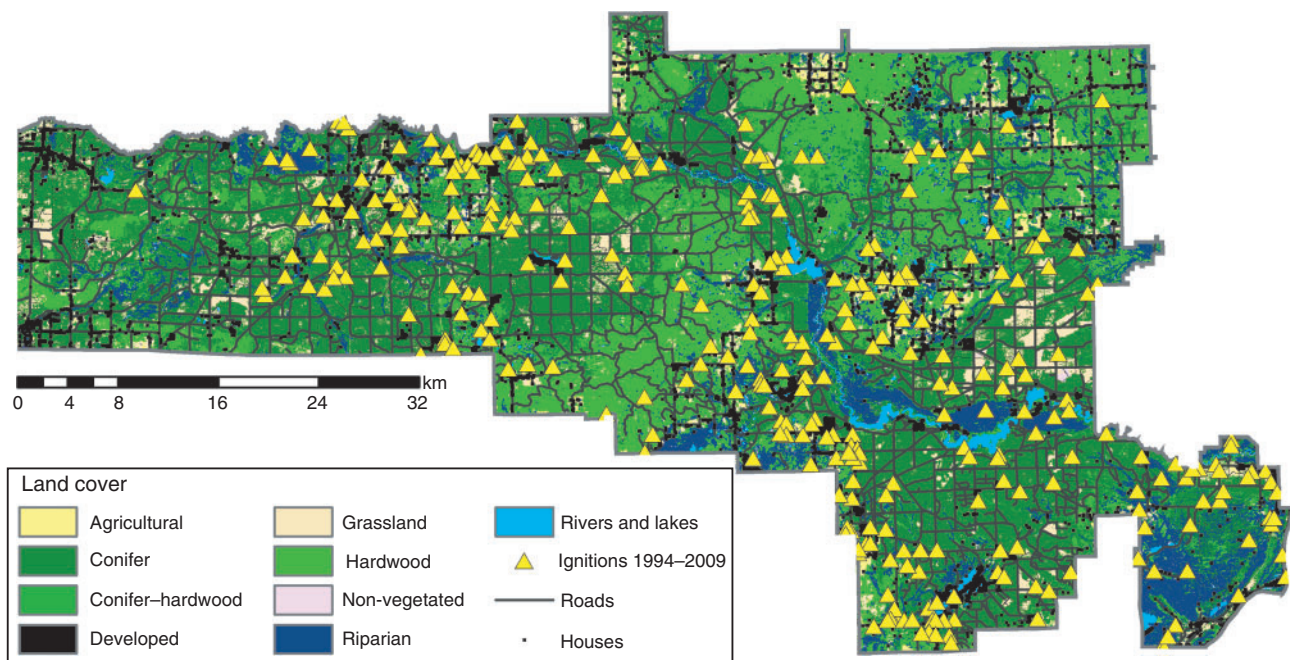 km
0 4 8 16 24 32
Land cover
Agricultural Grassland Rivers and lakes
Conifer Hardwood Ignitions 1994–2009
Conifer–hardwood Non-vegetated Roads
Developed Riparian Houses